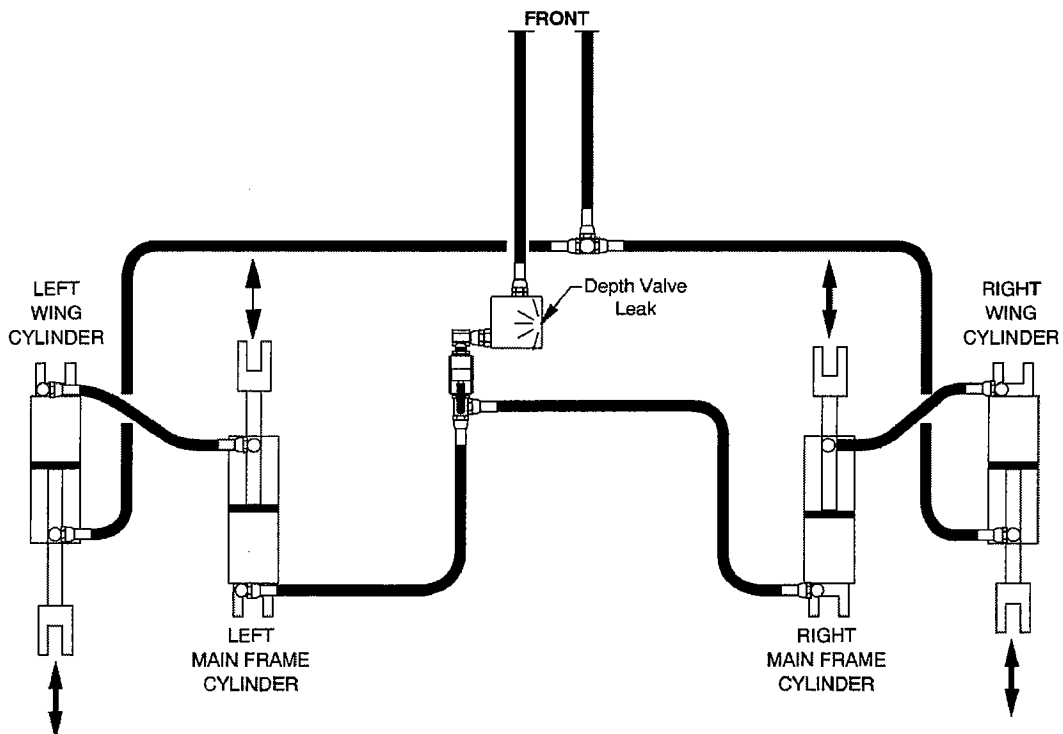 FRONT
Depth Valve
Leak
LEFT
WING
CYLINDER
RIGHT
WING
CYLINDER
LEFT
MAIN FRAME
CYLINDER
RIGHT
MAIN FRAME
CYLINDER